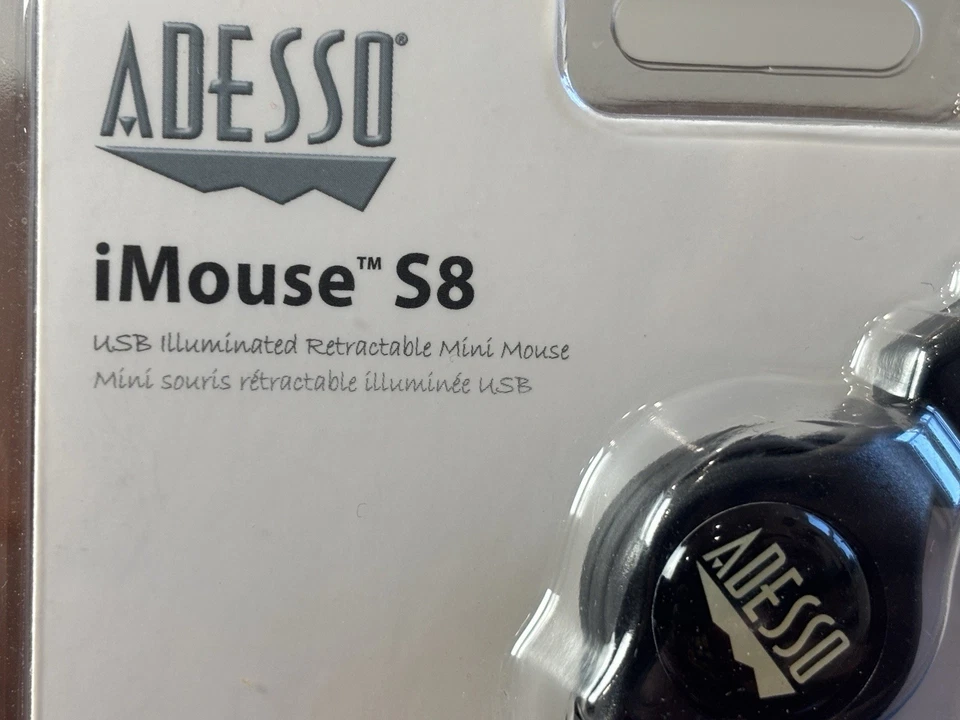 ADESSO®
iMouse™ S8
USB Illuminated Retractable Mini Mouse
Mini souris rétractable illuminée USB
ADESSO